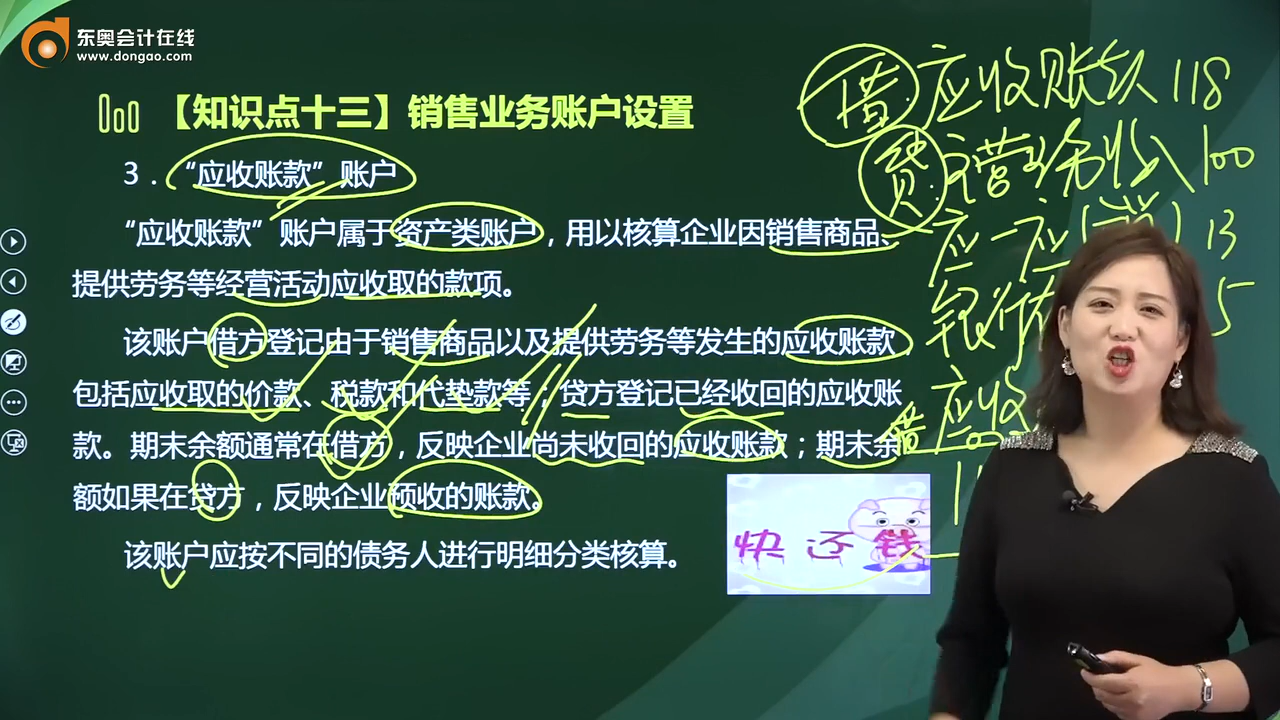 东奥会计在线
www.dongao.com
【知识点十三】销售业务账户设置
3．“应收账款”账户
“应收账款”账户属于资产类账户，用以核算企业因销售商品、
提供劳务等经营活动应收取的款项。
该账户借方登记由于销售商品以及提供劳务等发生的应收账款，
包括应收取的价款、税款和代垫款等；贷方登记已经收回的应收账
款。期末余额通常在借方，反映企业尚未收回的应收账款；期末余
额如果在贷方，反映企业预收的账款。
该账户应按不同的债务人进行明细分类核算。
快还钱
借应收账款 118
贷 100
应一应 13
银行 5
借 应收